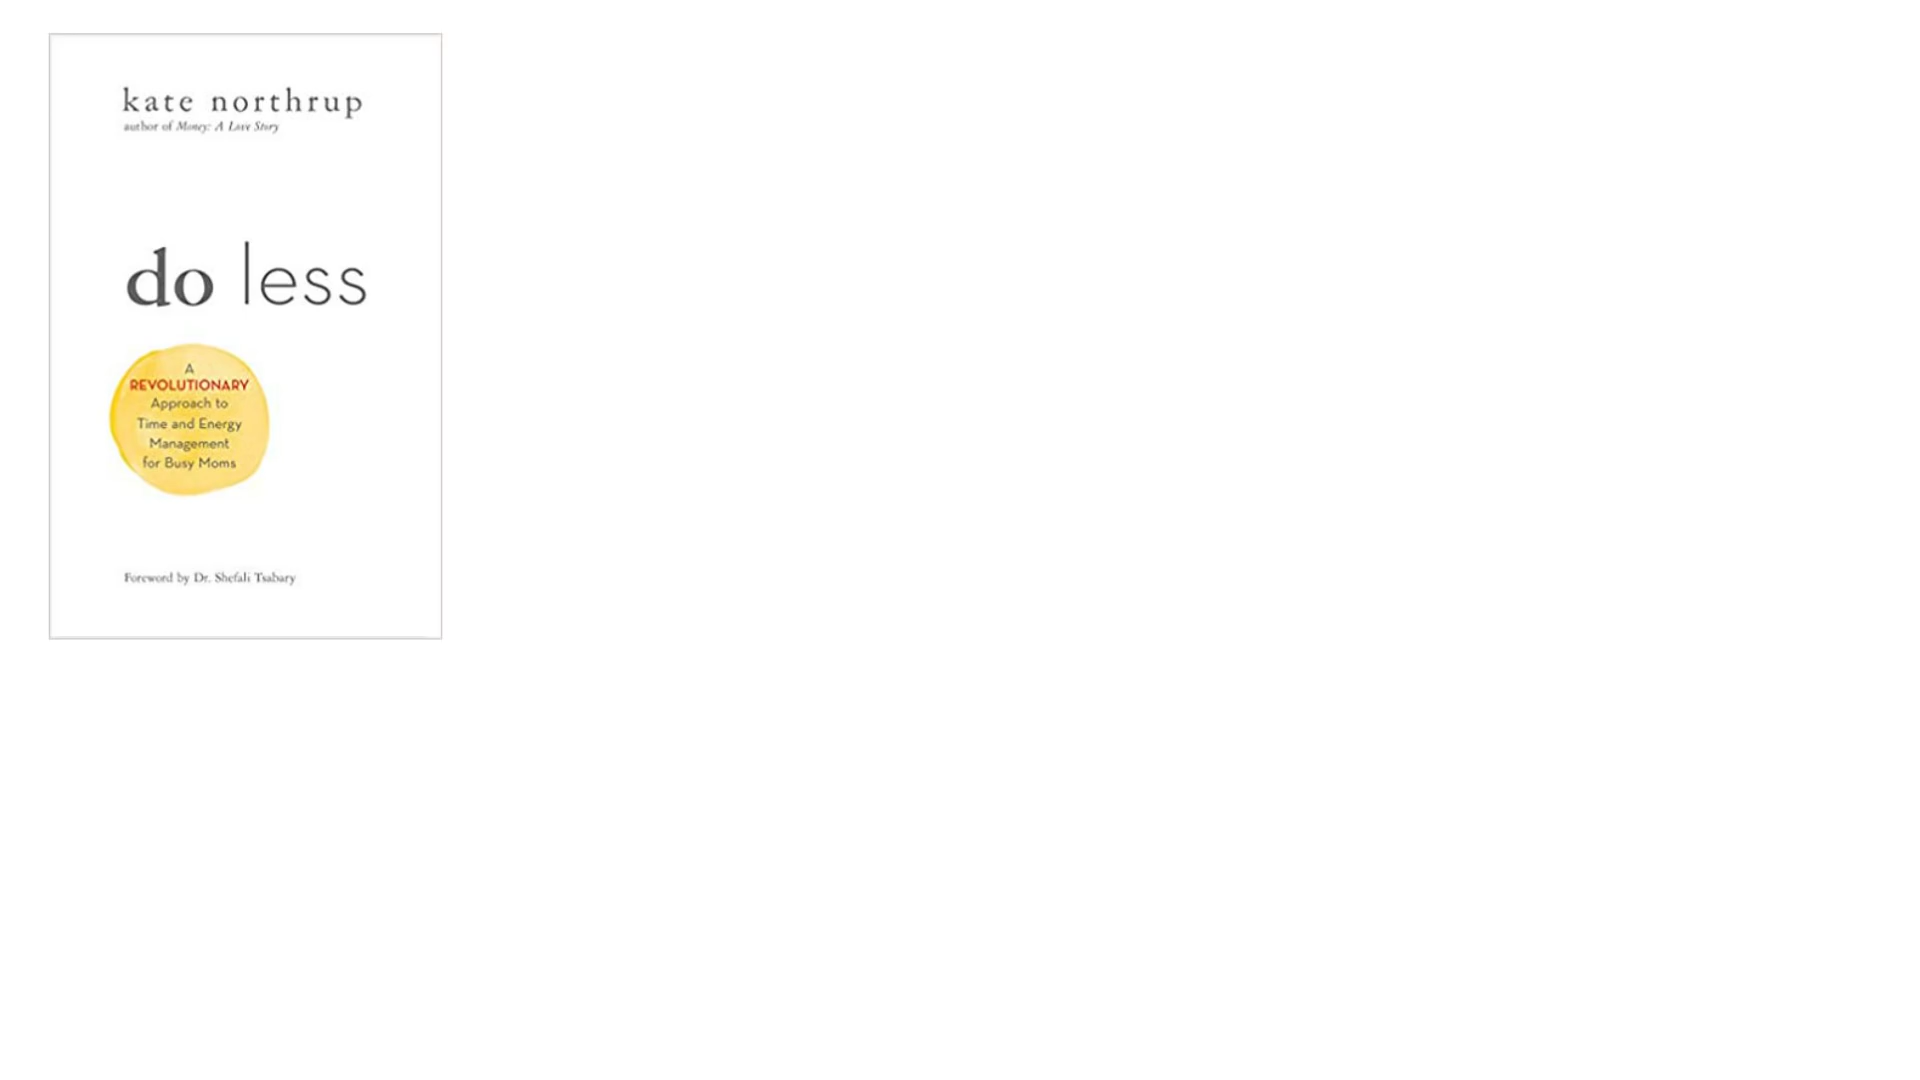 kate northrup
author of Money: A Love Story
do less
A
REVOLUTIONARY
Approach to
Time and Energy
Management
for Busy Moms
Foreword by Dr. Shefali Tsabary